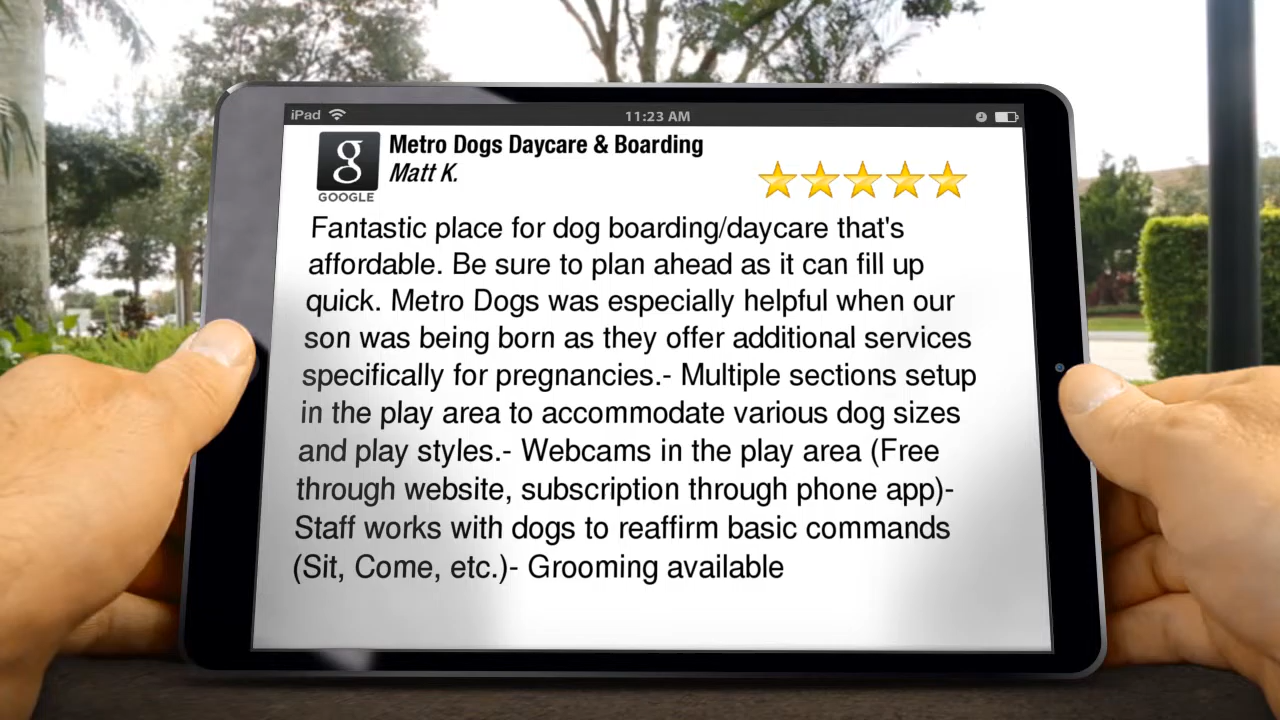 iPad
11:23 AM
g
GOOGLE
Metro Dogs Daycare & Boarding
Matt K.
Fantastic place for dog boarding/daycare that's
affordable. Be sure to plan ahead as it can fill up
quick. Metro Dogs was especially helpful when our
son was being born as they offer additional services
specifically for pregnancies.- Multiple sections setup
in the play area to accommodate various dog sizes
and play styles.- Webcams in the play area (Free
through website, subscription through phone app)-
Staff works with dogs to reaffirm basic commands
(Sit, Come, etc.)- Grooming available